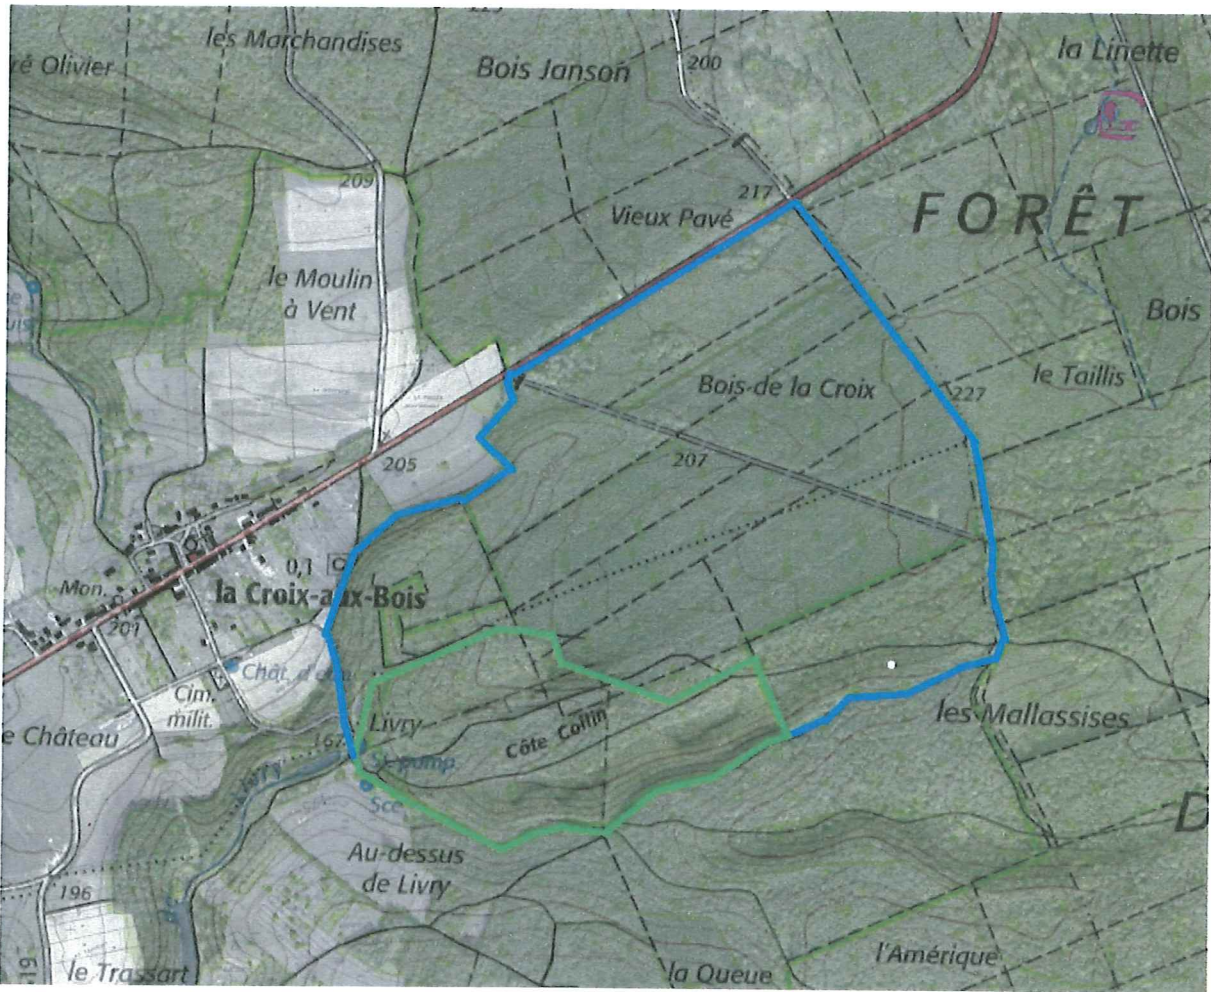 les Marchandises
200
la Linette
ré Olivier
Bois Janson
209
217
FORÊT
Vieux Pavé
le Moulin
à Vent
Bois
Bois de la Croix
le Taillis
227
205
207
0,1
Mon.
la Croix-aux-Bois
201
Chât. d'eau
Cim.
milit.
Livry
les Mallassises
e Château
167
Côte Collin
St. pomp.
Livry
Sce
D
Au-dessus
de Livry
196
l'Amérique
19
le Trassart
la Queue